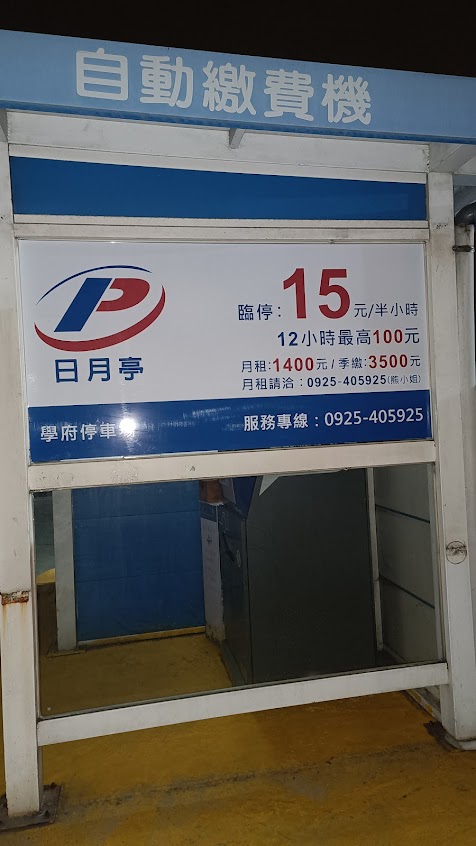 自動繳費機
P
日月亭
臨停:15元/半小時
12小時最高100元
月租:1400元/季繳:3500元
月租請洽:0925-405925(熊小姐)
學府停車場
服務專線:0925-405925